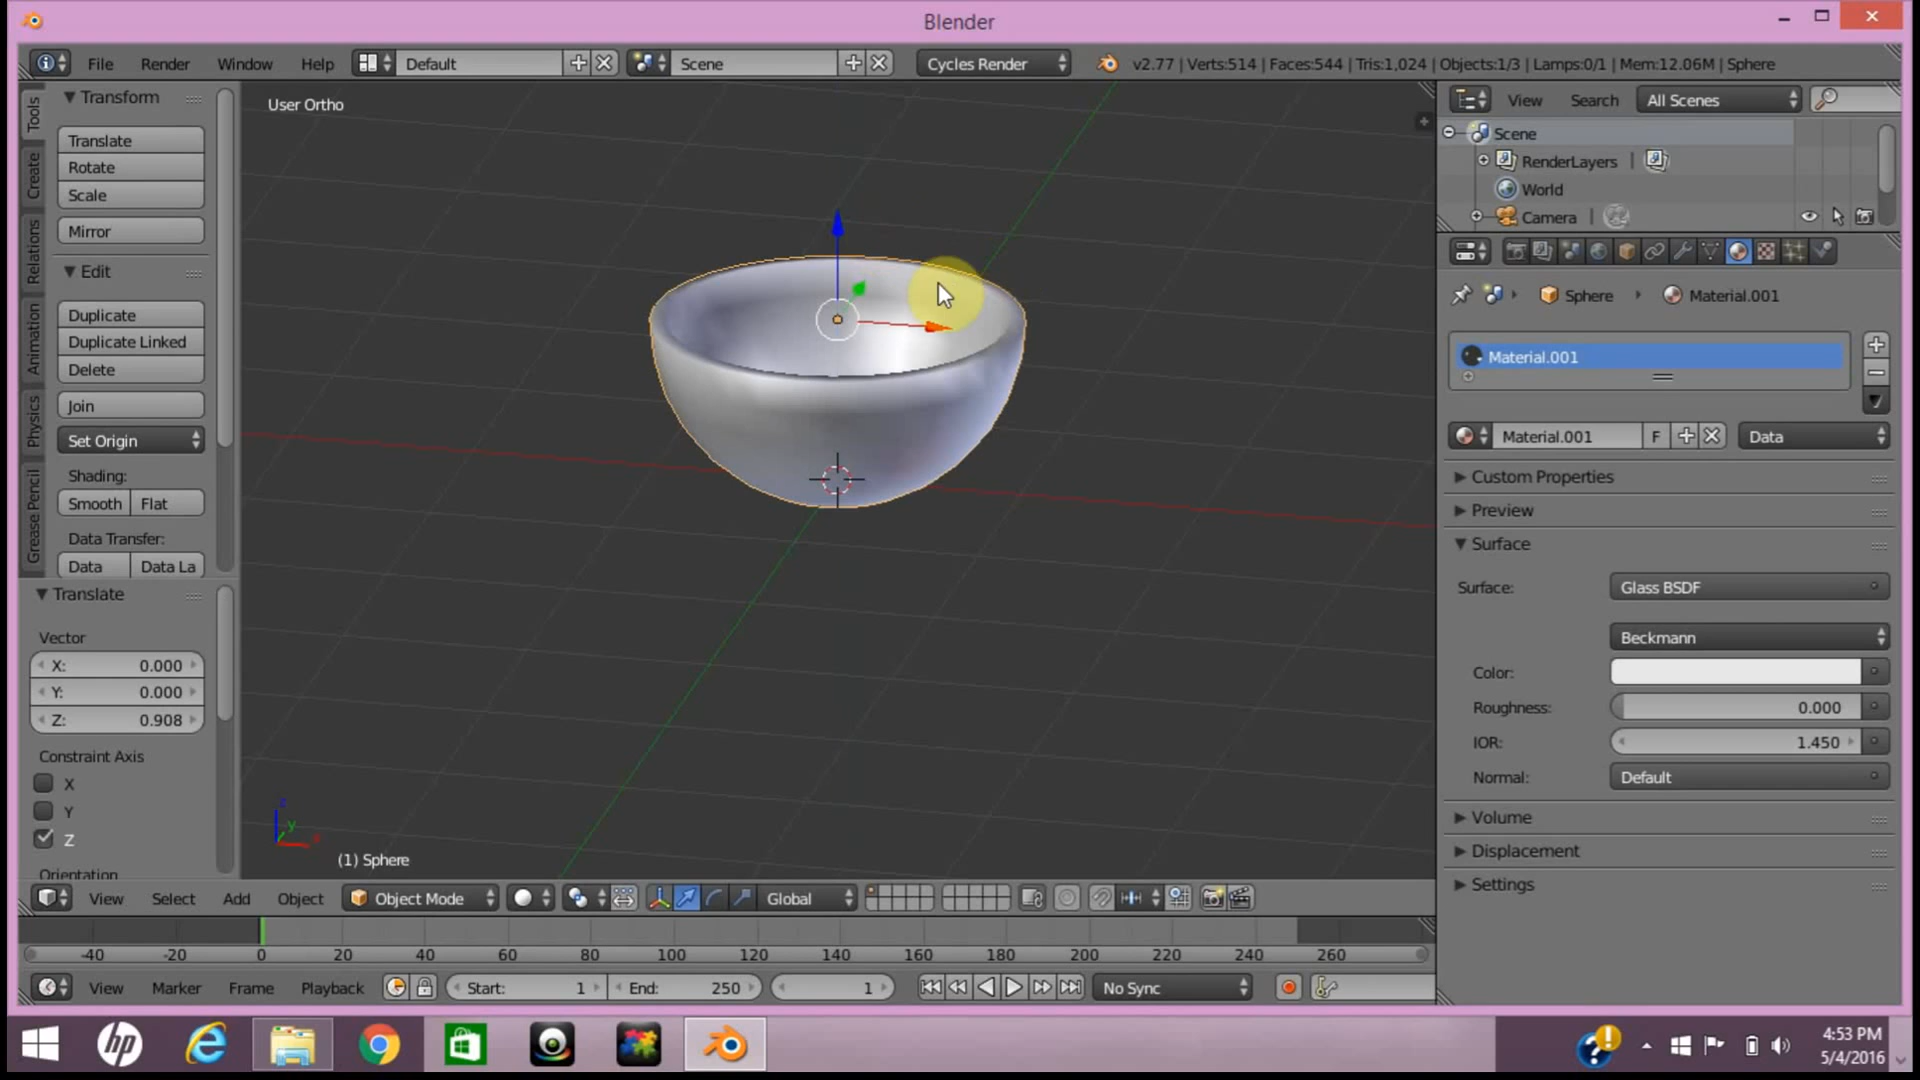 Blender
File Render Window Help Default Scene Cycles Render v2.77 | Verts:514 | Faces:544 | Tris:1,024 | Objects:1/3 | Lamps:0/1 | Mem:12.06M | Sphere
Tools
Create
Relations
Animation
Physics
Grease Pencil
Transform
Translate
Rotate
Scale
Mirror
Edit
Duplicate
Duplicate Linked
Delete
Join
Set Origin
Shading:
Smooth Flat
Data Transfer:
Data Data La
Translate
Vector
X: 0.000
Y: 0.000
Z: 0.908
Constraint Axis
X
Y
Z
Orientation
User Ortho
z
y
x
(1) Sphere
View Select Add Object Object Mode Global
-40 -20 0 20 40 60 80 100 120 140 160 180 200 220 240 260
View Marker Frame Playback Start: 1 End: 250 1 No Sync
View Search All Scenes
Scene
RenderLayers |
World
Camera |
Sphere Material.001
Material.001
Material.001 F Data
Custom Properties
Preview
Surface
Surface: Glass BSDF
Beckmann
Color:
Roughness: 0.000
IOR: 1.450
Normal: Default
Volume
Displacement
Settings
hp
4:53 PM
5/4/2016